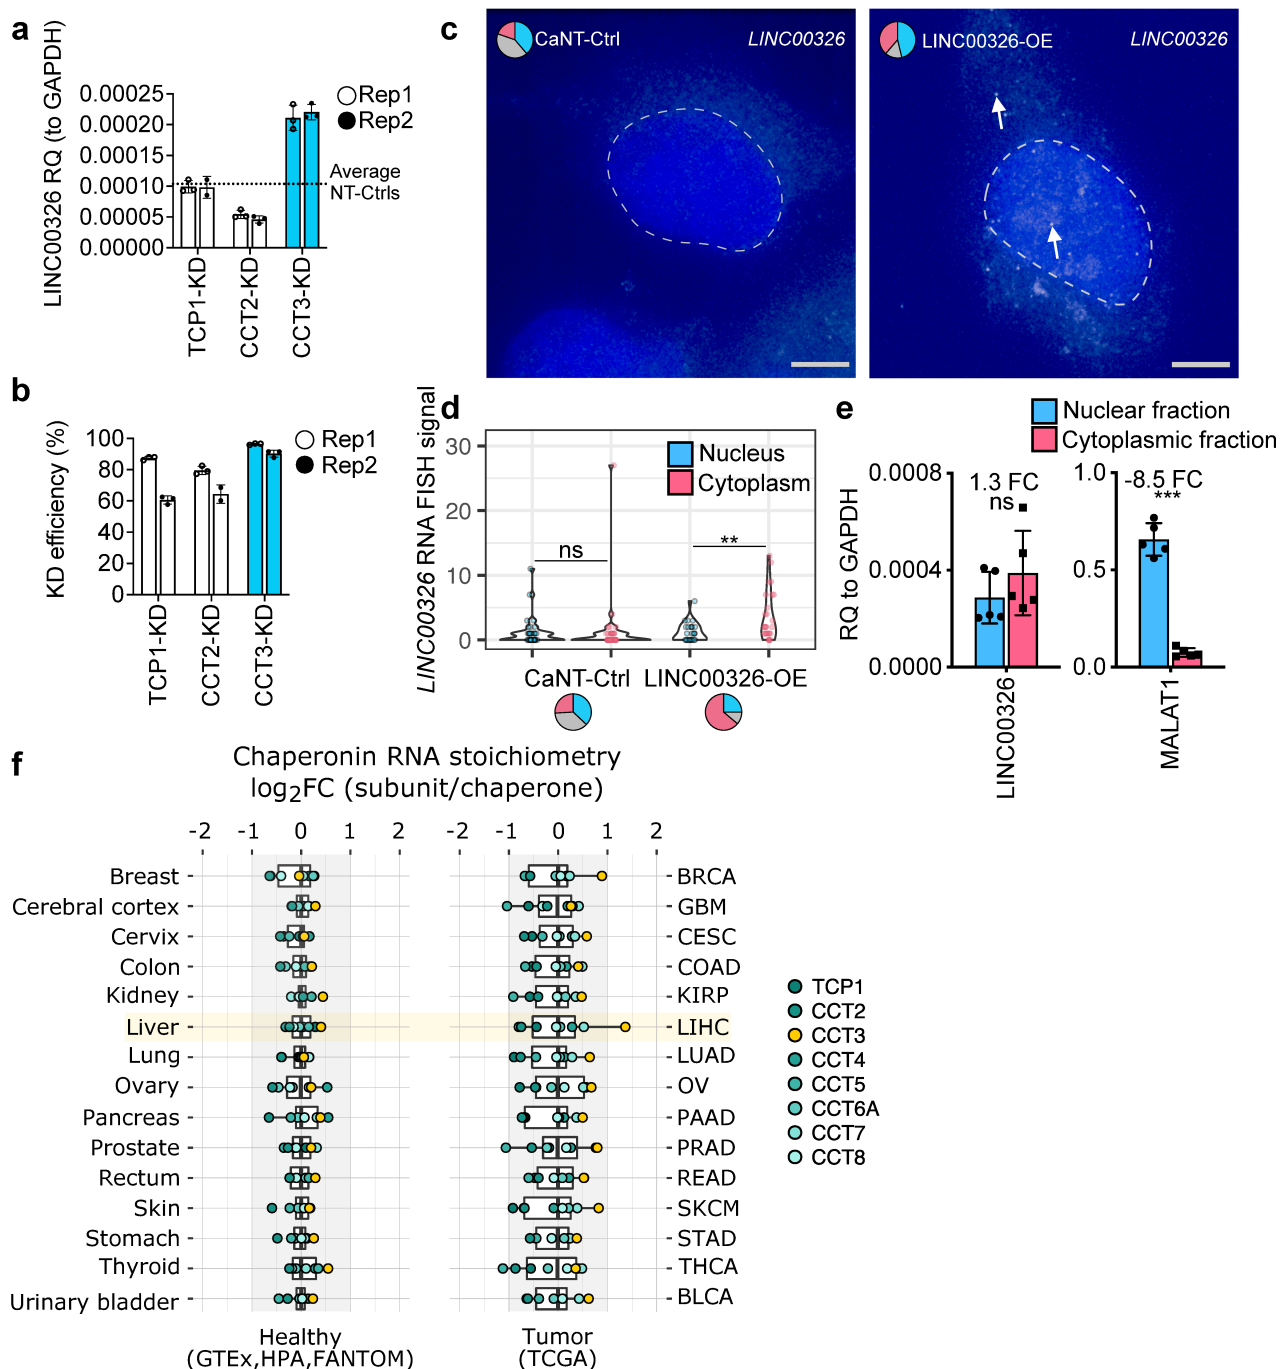 a
LINC00326 RQ (to GAPDH)
0.00025
0.00020
0.00015
0.00010
0.00005
0.00000
Rep1
Rep2
Average
NT-Ctrls
TCP1-KD
CCT2-KD
CCT3-KD
b
KD efficiency (%)
100
80
60
40
20
0
Rep1
Rep2
TCP1-KD
CCT2-KD
CCT3-KD
c
CaNT-Ctrl
LINC00326
LINC00326-OE
LINC00326
d
LINC00326 RNA FISH signal
30
20
10
0
Nucleus
Cytoplasm
ns
**
CaNT-Ctrl
LINC00326-OE
e
Nuclear fraction
Cytoplasmic fraction
RQ to GAPDH
0.0008
0.0004
0.0000
1.3 FC
ns
LINC00326
1.0
0.5
0.0
-8.5 FC
***
MALAT1
f
Chaperonin RNA stoichiometry
log2FC (subunit/chaperone)
-2 -1 0 1 2
-2 -1 0 1 2
Breast
BRCA
Cerebral cortex
GBM
Cervix
CESC
Colon
COAD
Kidney
KIRP
Liver
LIHC
Lung
LUAD
Ovary
OV
Pancreas
PAAD
Prostate
PRAD
Rectum
READ
Skin
SKCM
Stomach
STAD
Thyroid
THCA
Urinary bladder
BLCA
Healthy
(GTEx,HPA,FANTOM)
Tumor
(TCGA)
TCP1
CCT2
CCT3
CCT4
CCT5
CCT6A
CCT7
CCT8